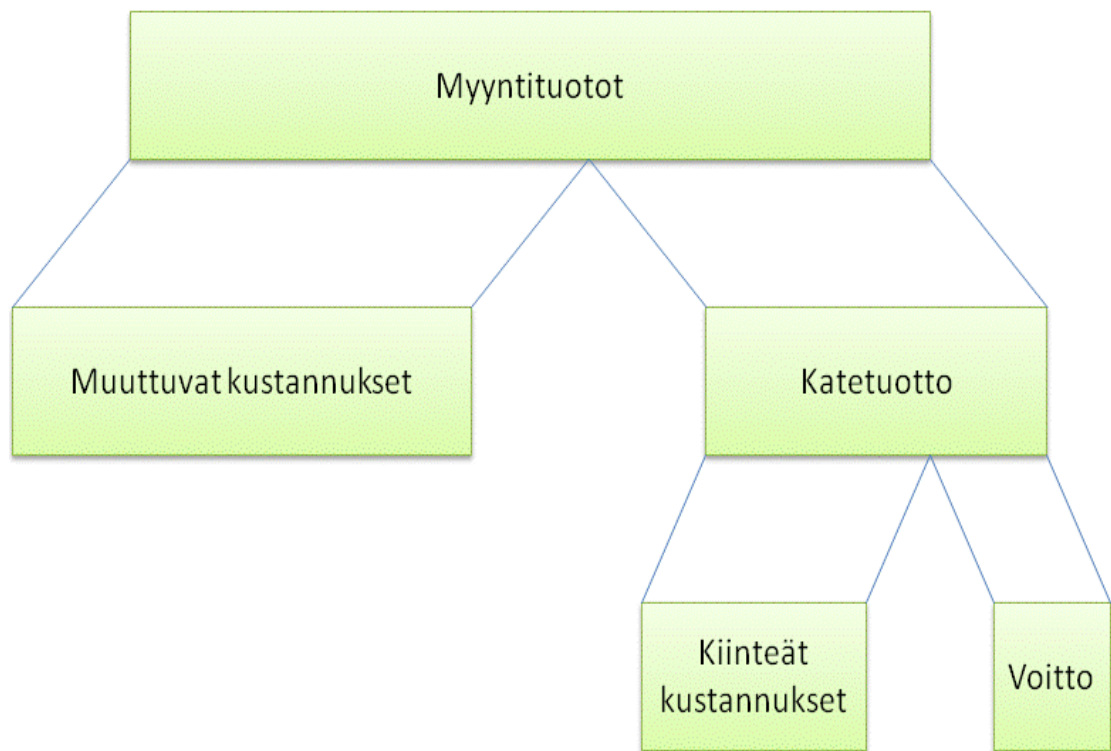 Myyntituotot
Muuttuvat kustannukset
Katetuotto
Kiinteät
kustannukset
Voitto